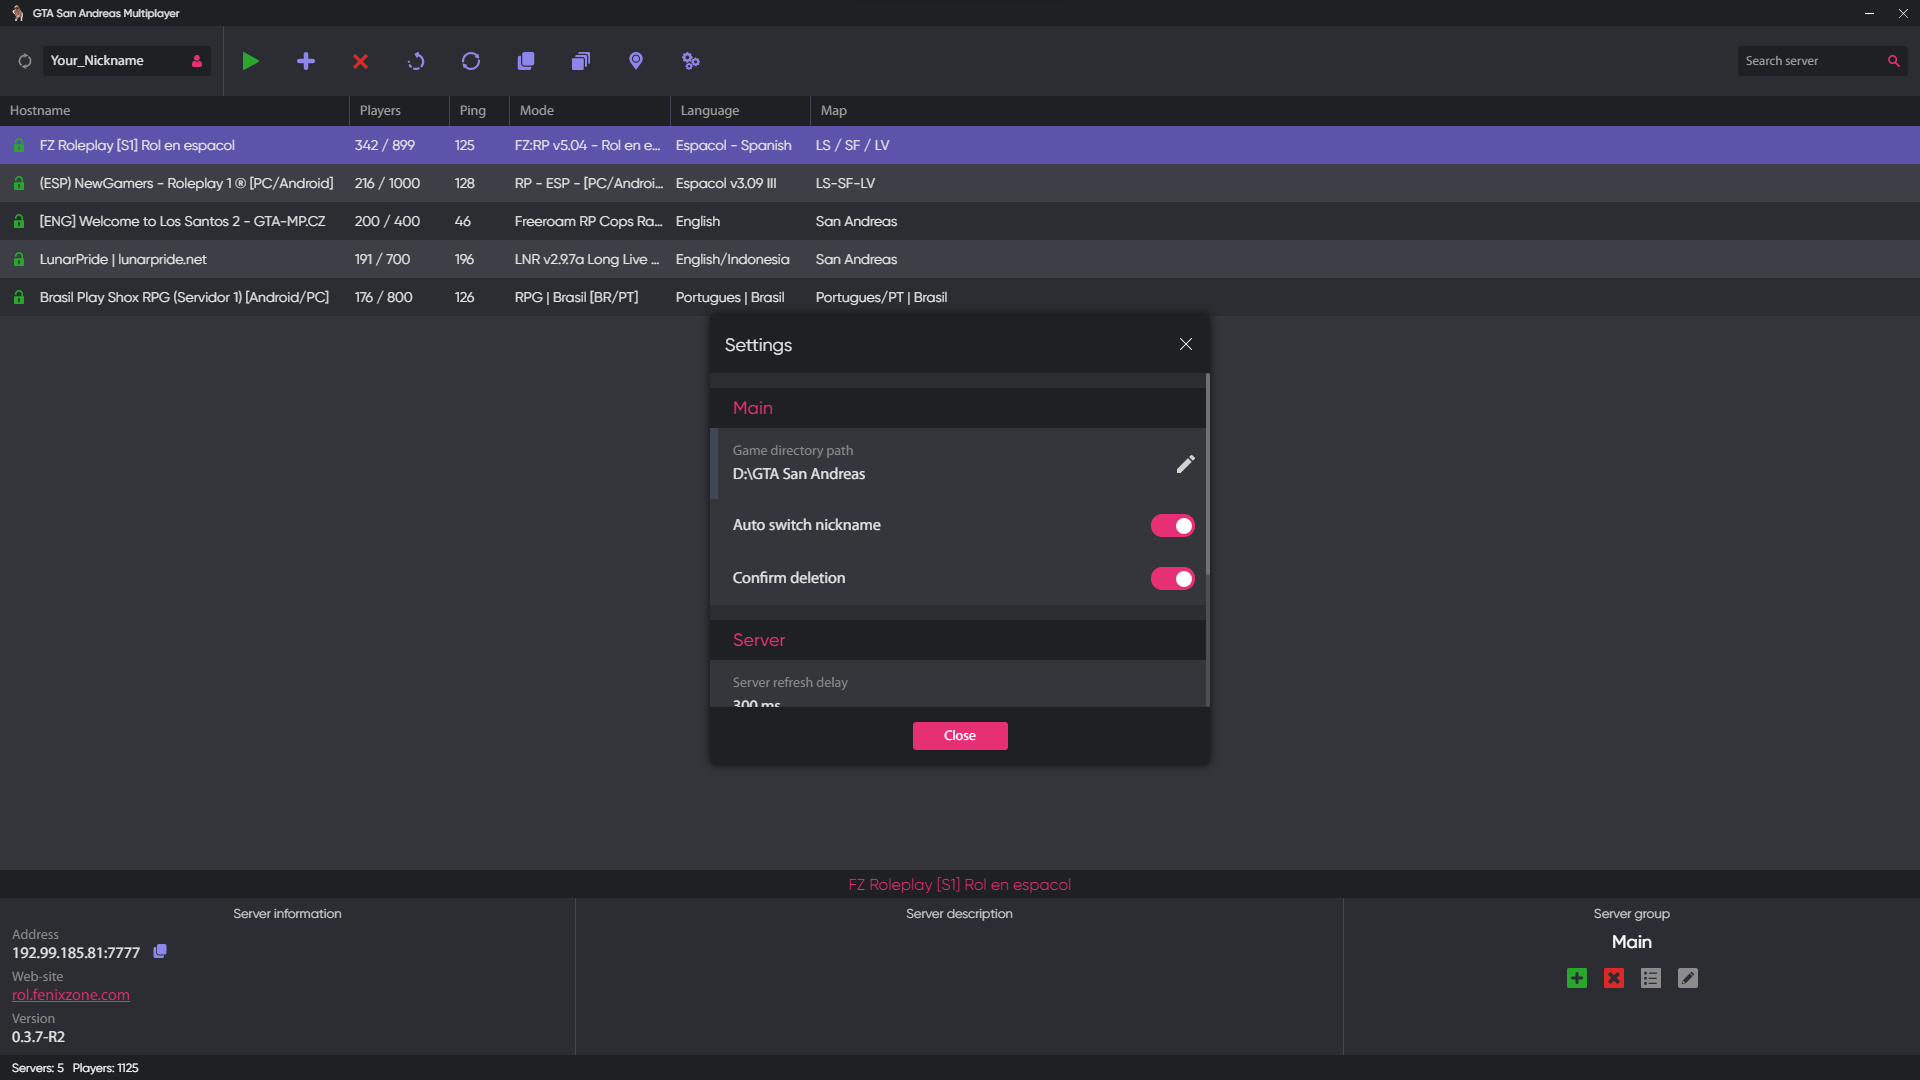 GTA San Andreas Multiplayer
Your_Nickname
Search server
Hostname Players Ping Mode Language Map
FZ Roleplay [S1] Rol en espacol 342 / 899 125 FZ:RP v5.04 - Rol en e... Espacol - Spanish LS / SF / LV
(ESP) NewGamers - Roleplay 1 ® [PC/Android] 216 / 1000 128 RP - ESP - [PC/Androi... Espacol v3.09 III LS-SF-LV
[ENG] Welcome to Los Santos 2 - GTA-MP.CZ 200 / 400 46 Freeroam RP Cops Ra... English San Andreas
LunarPride | lunarpride.net 191 / 700 196 LNR v2.9.7a Long Live ... English/Indonesia San Andreas
Brasil Play Shox RPG (Servidor 1) [Android/PC] 176 / 800 126 RPG | Brasil [BR/PT] Portugues | Brasil Portugues/PT | Brasil
Settings
Main
Game directory path
D:\GTA San Andreas
Auto switch nickname
Confirm deletion
Server
Server refresh delay
300 ms
Close
FZ Roleplay [S1] Rol en espacol
Server information
Address
192.99.185.81:7777
Web-site
rol.fenixzone.com
Version
0.3.7-R2
Server description
Server group
Main
Servers: 5 Players: 1125